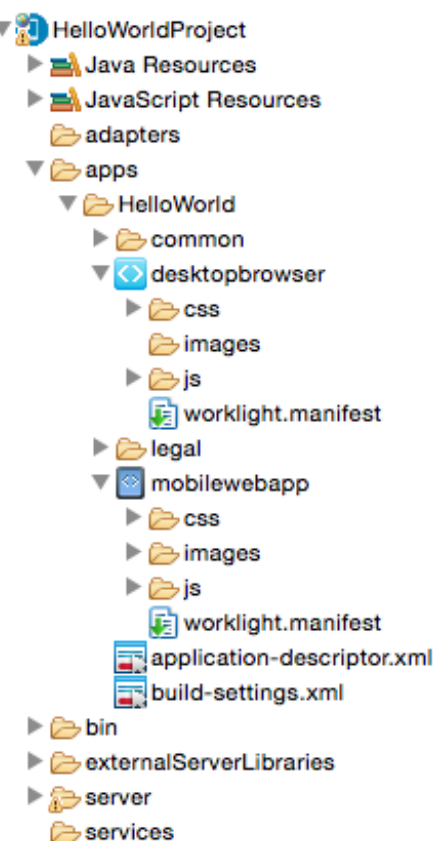 HelloWorldProject
Java Resources
JavaScript Resources
adapters
apps
HelloWorld
common
desktopbrowser
css
images
js
worklight.manifest
legal
mobilewebapp
css
images
js
worklight.manifest
application-descriptor.xml
build-settings.xml
bin
externalServerLibraries
server
services